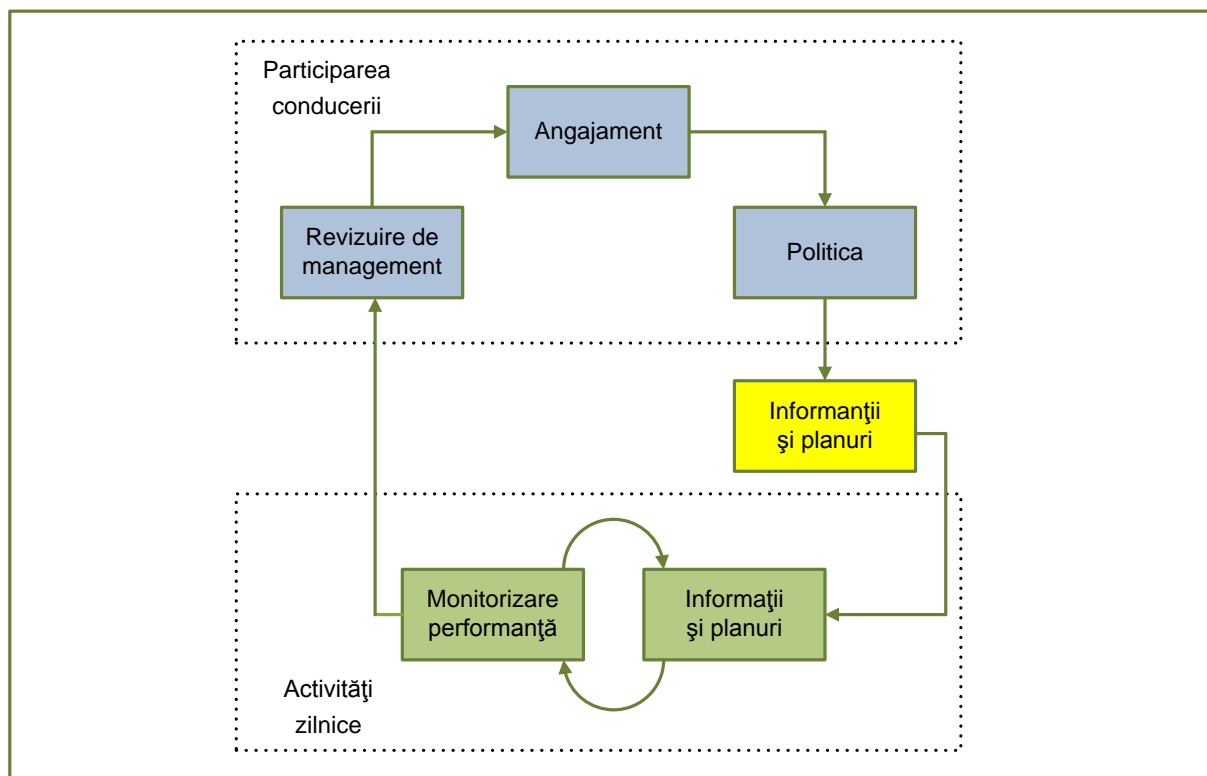 Participarea
conducerii
Angajament
Revizuire de
management
Politica
Informanţii
şi planuri
Monitorizare
performanţă
Informaţii
şi planuri
Activităţi
zilnice